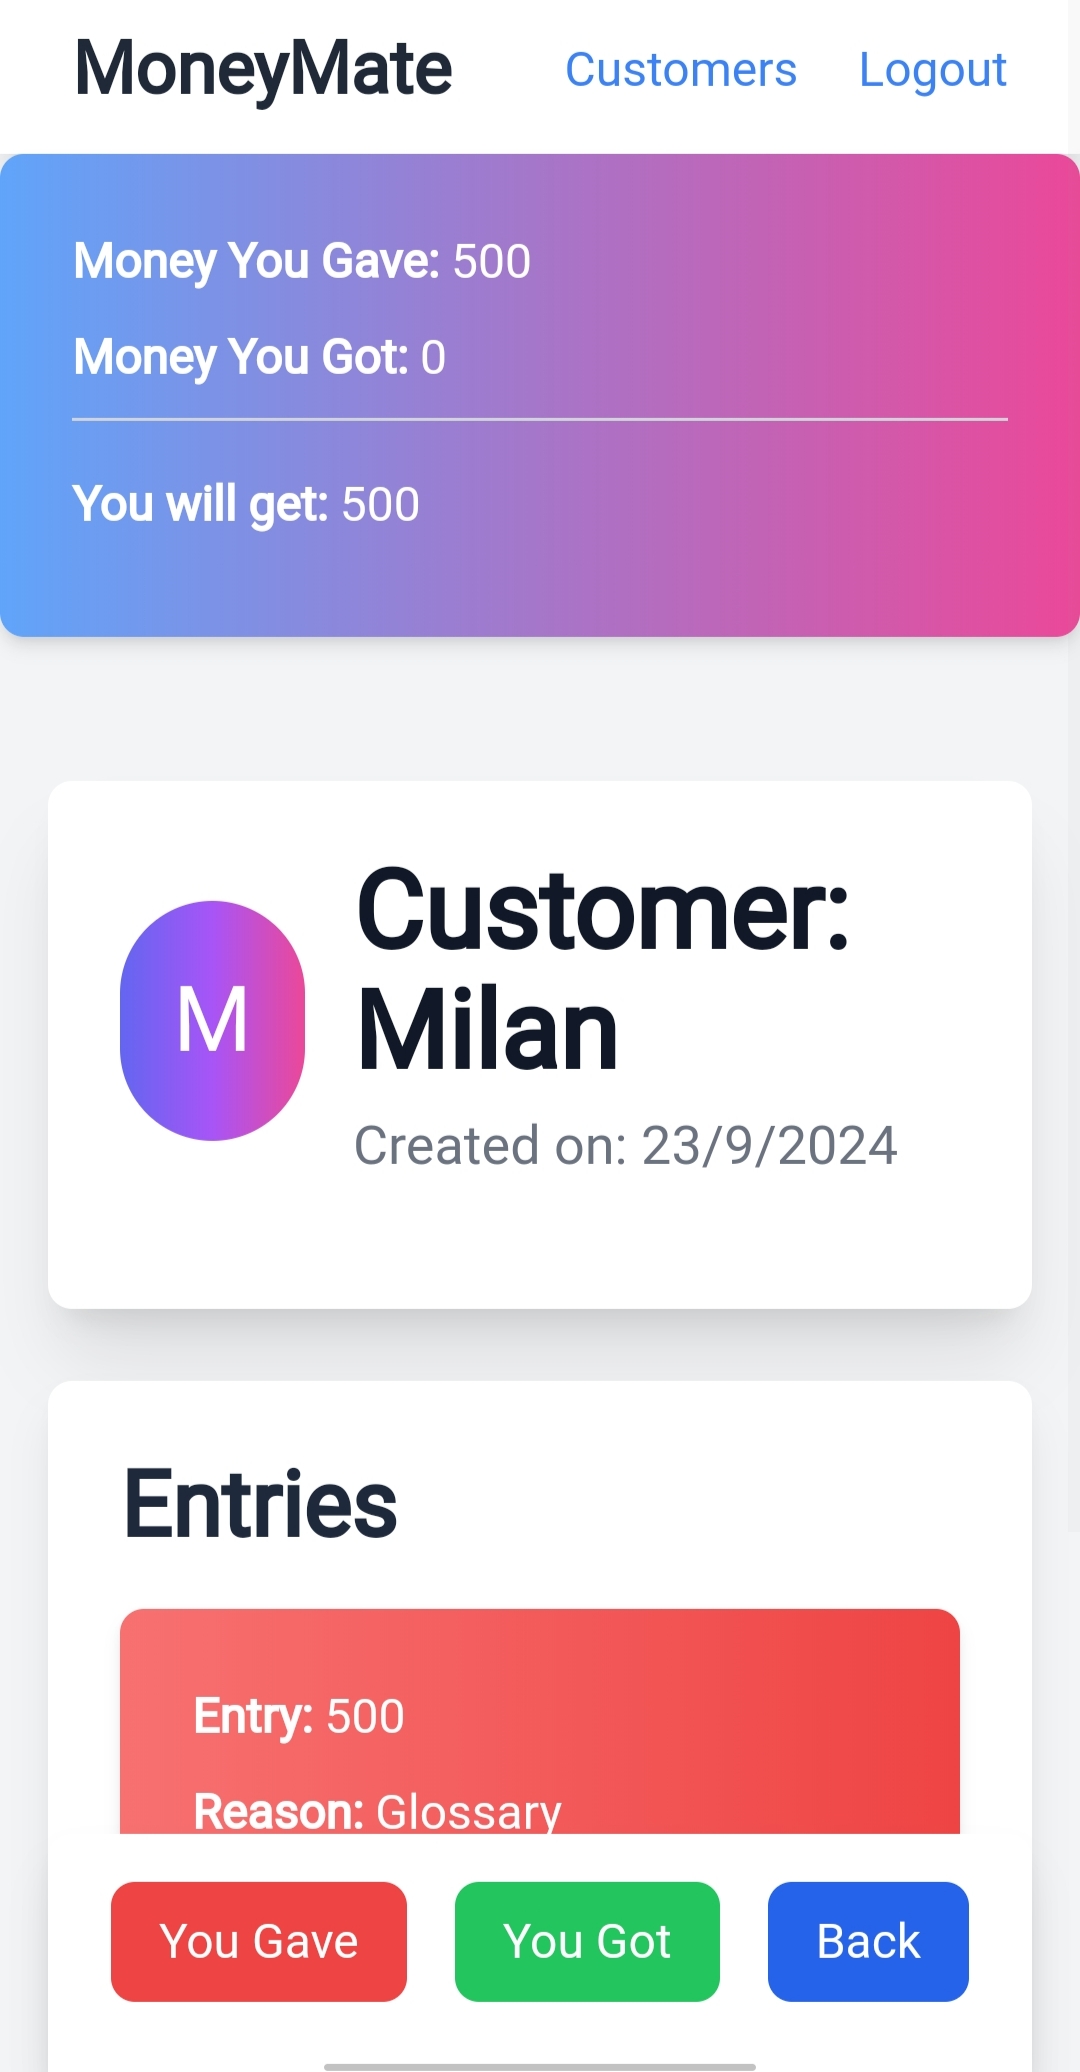 MoneyMate Customers Logout
Money You Gave: 500
Money You Got: 0
You will get: 500
M
Customer:
Milan
Created on: 23/9/2024
Entries
Entry: 500
Reason: Glossary
You Gave You Got Back